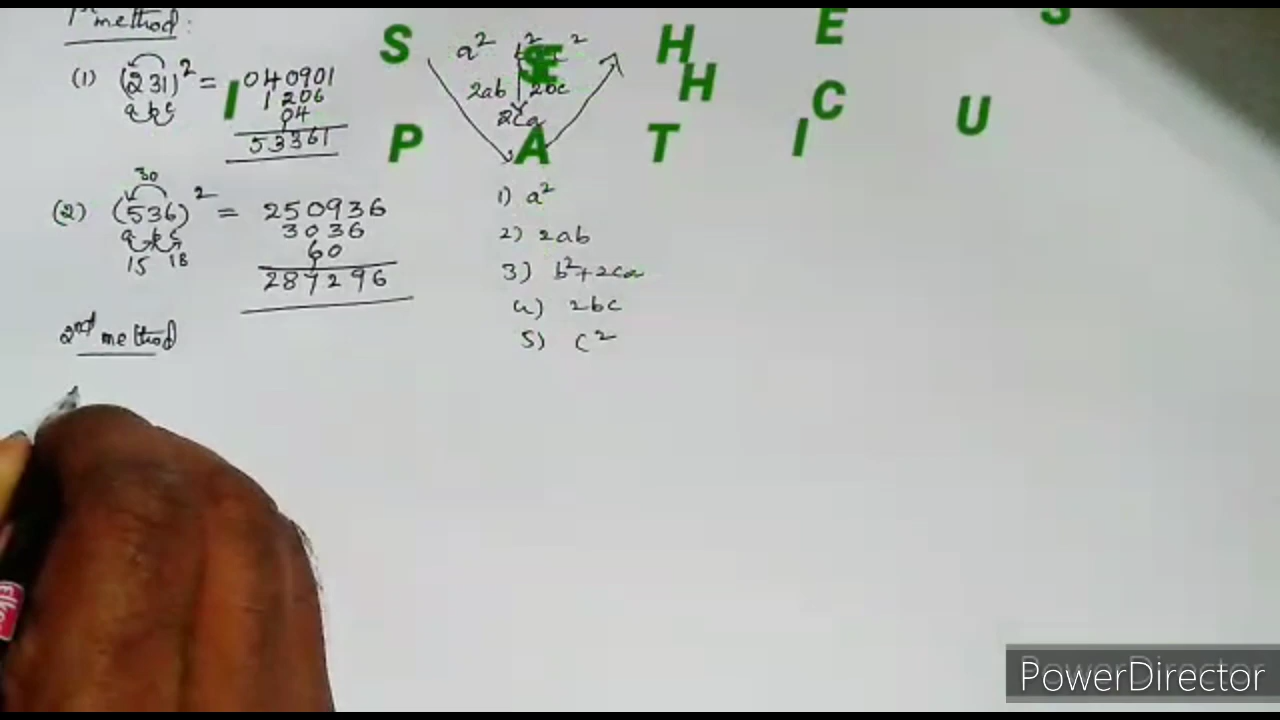 1st method:
(1) (231)² = 040901
1206
04
53361
a b c
30
(2) (536)² = 250936
3036
60
287296
a b c
15 18
2nd method
a² b² c²
2ab 2bc
2ca
1) a²
2) 2ab
3) b²+2ca
4) 2bc
5) c²
S E H E S
I H C U
P A T I
Elko
PowerDirector